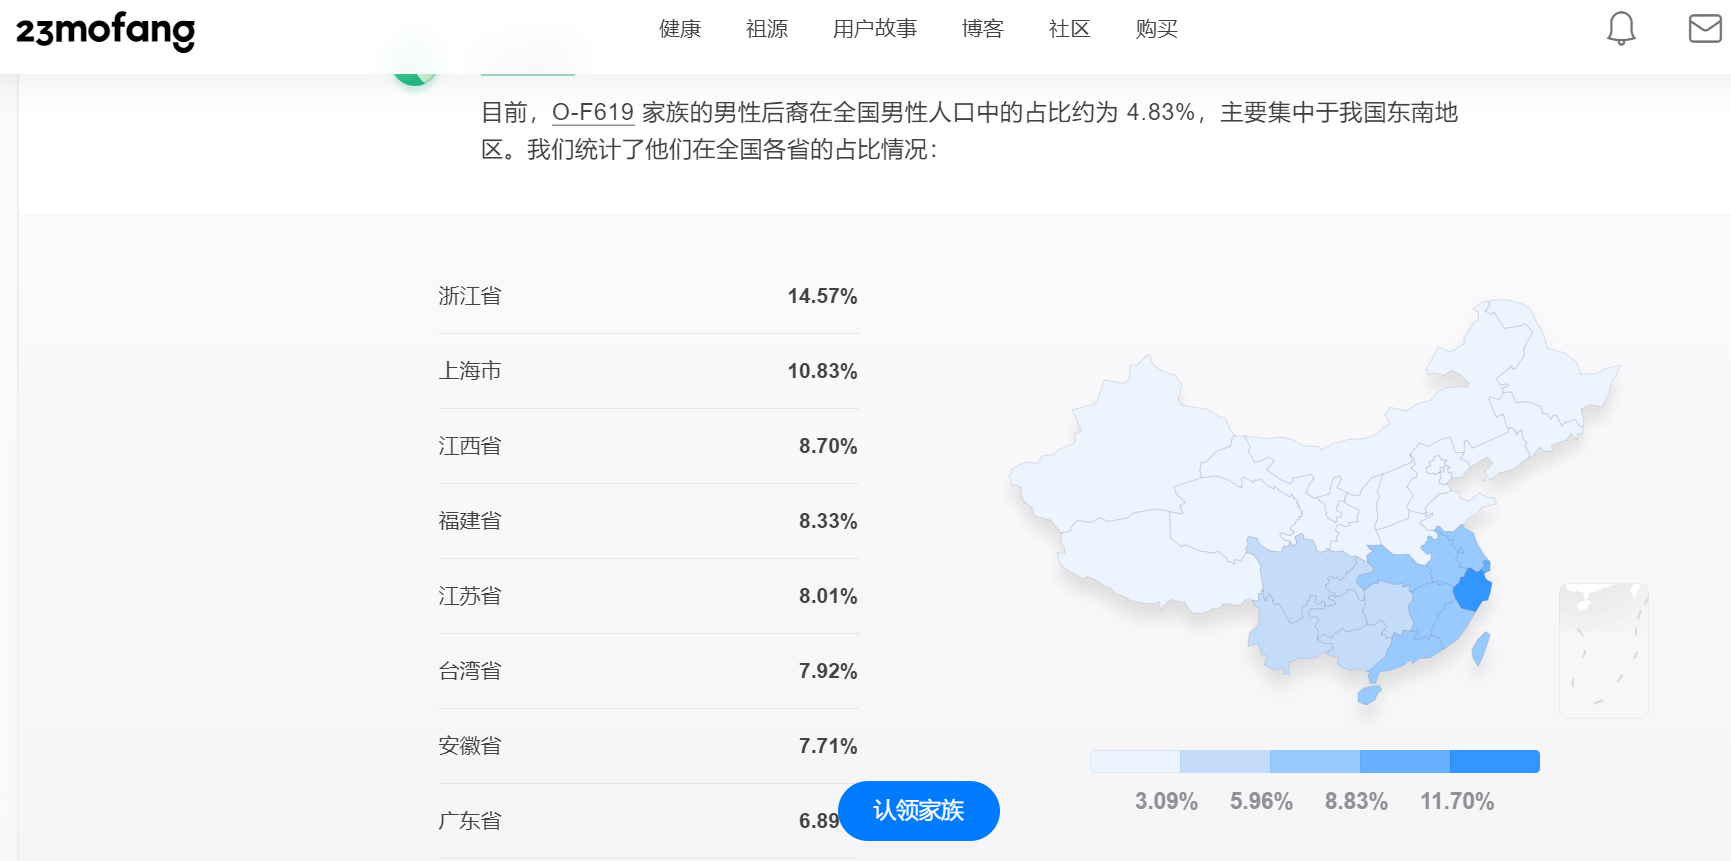 23mofang
健康 祖源 用户故事 博客 社区 购买
目前，O-F619 家族的男性后裔在全国男性人口中的占比约为 4.83%，主要集中于我国东南地
区。我们统计了他们在全国各省的占比情况：
浙江省 14.57%
上海市 10.83%
江西省 8.70%
福建省 8.33%
江苏省 8.01%
台湾省 7.92%
安徽省 7.71%
广东省 6.89
认领家族
3.09% 5.96% 8.83% 11.70%